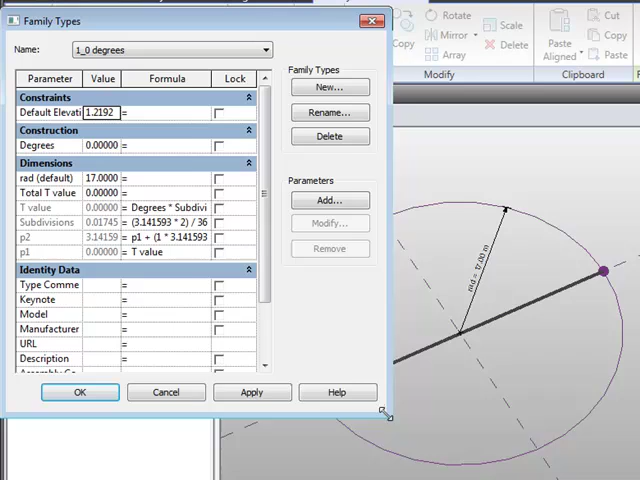 Family Types
Name: 1_0 degrees
Parameter Value Formula Lock
Constraints
Default Elevati 1.2192 =
Construction
Degrees 0.00000 =
Dimensions
rad (default) 17.0000 =
Total T value 0.00000 =
T value 0.00000 = Degrees * Subdivi
Subdivisions 0.01745 = (3.141593 * 2) / 36
p2 3.14159 = p1 + (1 * 3.141593
p1 0.00000 = T value
Identity Data
Type Comme =
Keynote =
Model =
Manufacturer =
URL =
Description =
Family Types
New...
Rename...
Delete
Parameters
Add...
Modify...
Remove
OK Cancel Apply Help
Copy
Rotate
Mirror
Array
Scale
Delete
Modify
Paste
Aligned
Cut
Copy
Paste
Clipboard
rad = 17.00 m